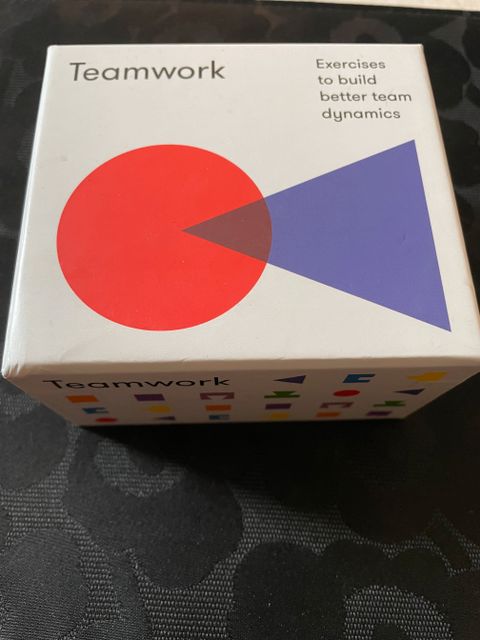 Teamwork
Exercises
to build
better team
dynamics
Teamwork